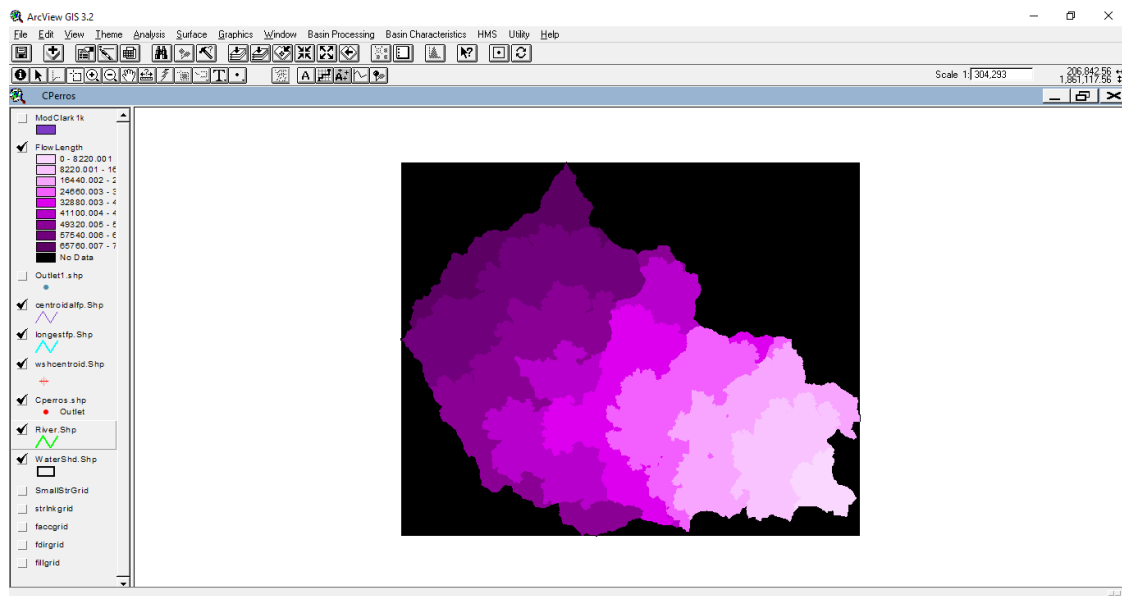 ArcView GIS 3.2
File Edit View Theme Analysis Surface Graphics Window Basin Processing Basin Characteristics HMS Utility Help
Scale 1: 304,293
206,842.56
1,861,117.56
CPerros
ModClark1k
Flow Length
0 - 8220.001
8220.001 - 16
16440.002 - 2
24660.003 - 3
32880.003 - 4
41100.004 - 4
49320.005 - 5
57540.006 - 6
65760.007 - 7
No Data
Outlet1.shp
centroidalfp.Shp
longestfp.Shp
wshcentroid.Shp
Cperros.shp
Outlet
River.Shp
WaterShd.Shp
SmallStrGrid
strlnkgrid
faccgrid
fdirgrid
fillgrid